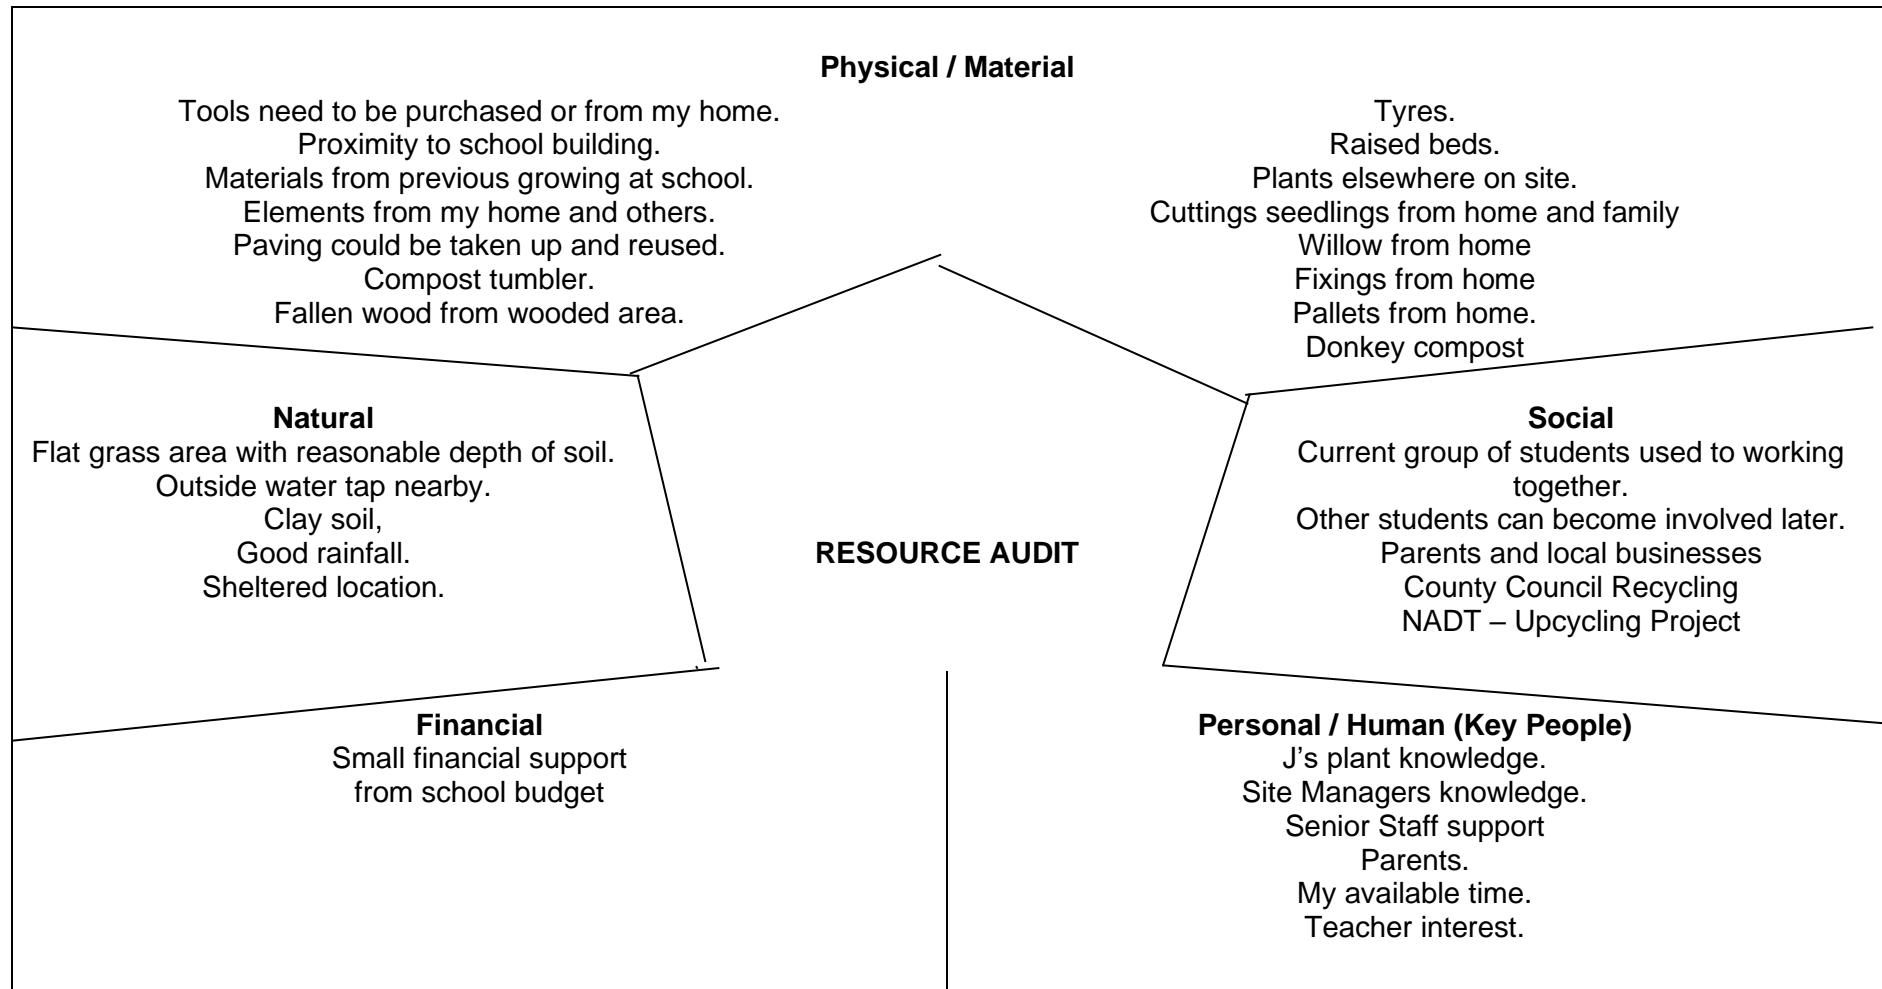 Physical / Material
Tools need to be purchased or from my home.
Proximity to school building.
Materials from previous growing at school.
Elements from my home and others.
Paving could be taken up and reused.
Compost tumbler.
Fallen wood from wooded area.
Tyres.
Raised beds.
Plants elsewhere on site.
Cuttings seedlings from home and family
Willow from home
Fixings from home
Pallets from home.
Donkey compost
Natural
Flat grass area with reasonable depth of soil.
Outside water tap nearby.
Clay soil,
Good rainfall.
Sheltered location.
RESOURCE AUDIT
Social
Current group of students used to working
together.
Other students can become involved later.
Parents and local businesses
County Council Recycling
NADT – Upcycling Project
Financial
Small financial support
from school budget
Personal / Human (Key People)
J’s plant knowledge.
Site Managers knowledge.
Senior Staff support
Parents.
My available time.
Teacher interest.